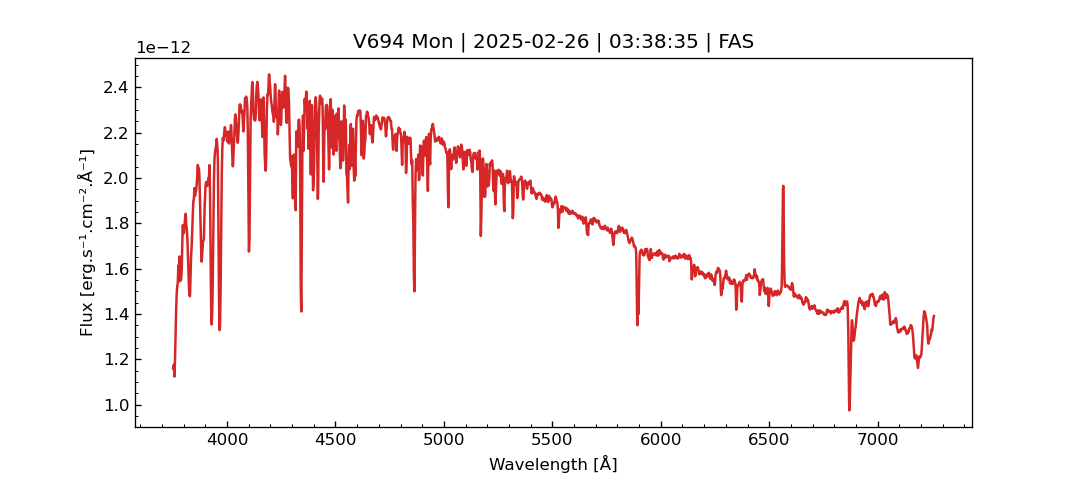 V694 Mon | 2025-02-26 | 03:38:35 | FAS
1e−12
2.4
2.2
2.0
1.8
1.6
1.4
1.2
1.0
Flux [erg.s⁻¹.cm⁻².Å⁻¹]
4000 4500 5000 5500 6000 6500 7000
Wavelength [Å]